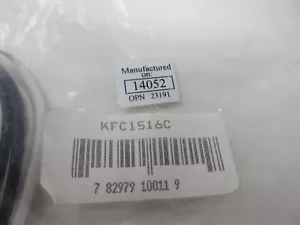 Manufactured
on:
14052
OPN 23191
KFC1516C
7 82979 10011 9